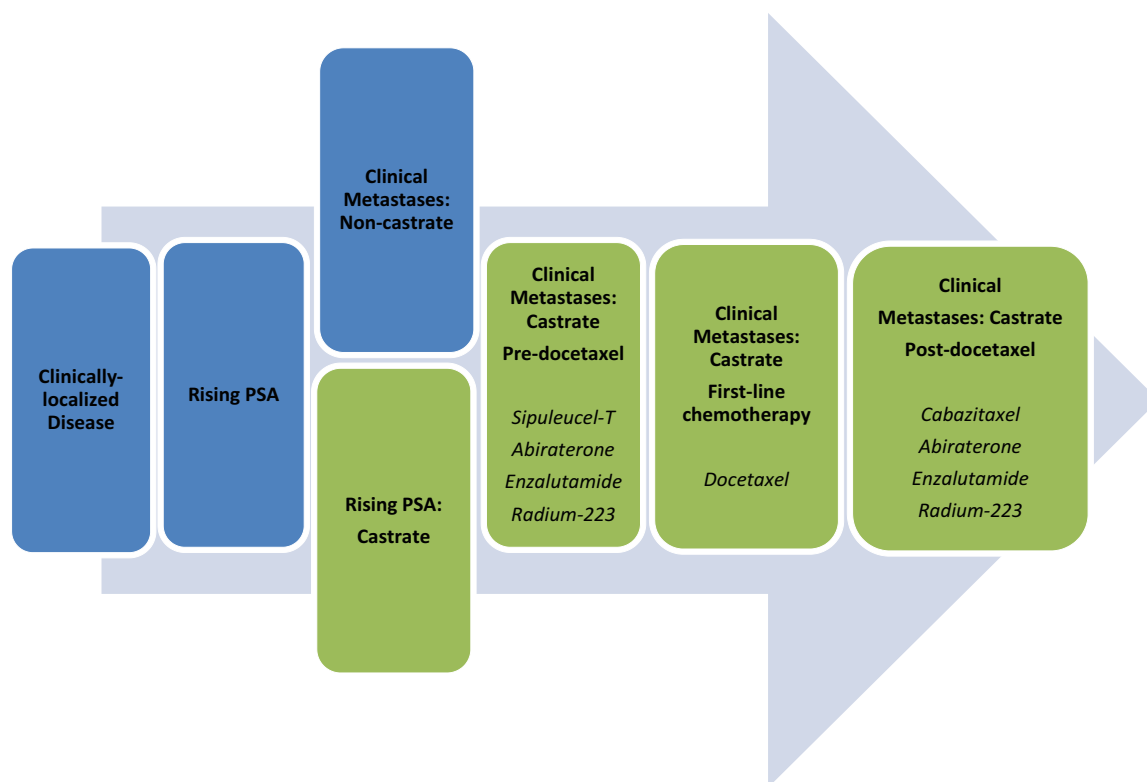 Clinically-
localized
Disease
Rising PSA
Clinical
Metastases:
Non-castrate
Rising PSA:
Castrate
Clinical
Metastases:
Castrate
Pre-docetaxel
Sipuleucel-T
Abiraterone
Enzalutamide
Radium-223
Clinical
Metastases:
Castrate
First-line
chemotherapy
Docetaxel
Clinical
Metastases: Castrate
Post-docetaxel
Cabazitaxel
Abiraterone
Enzalutamide
Radium-223